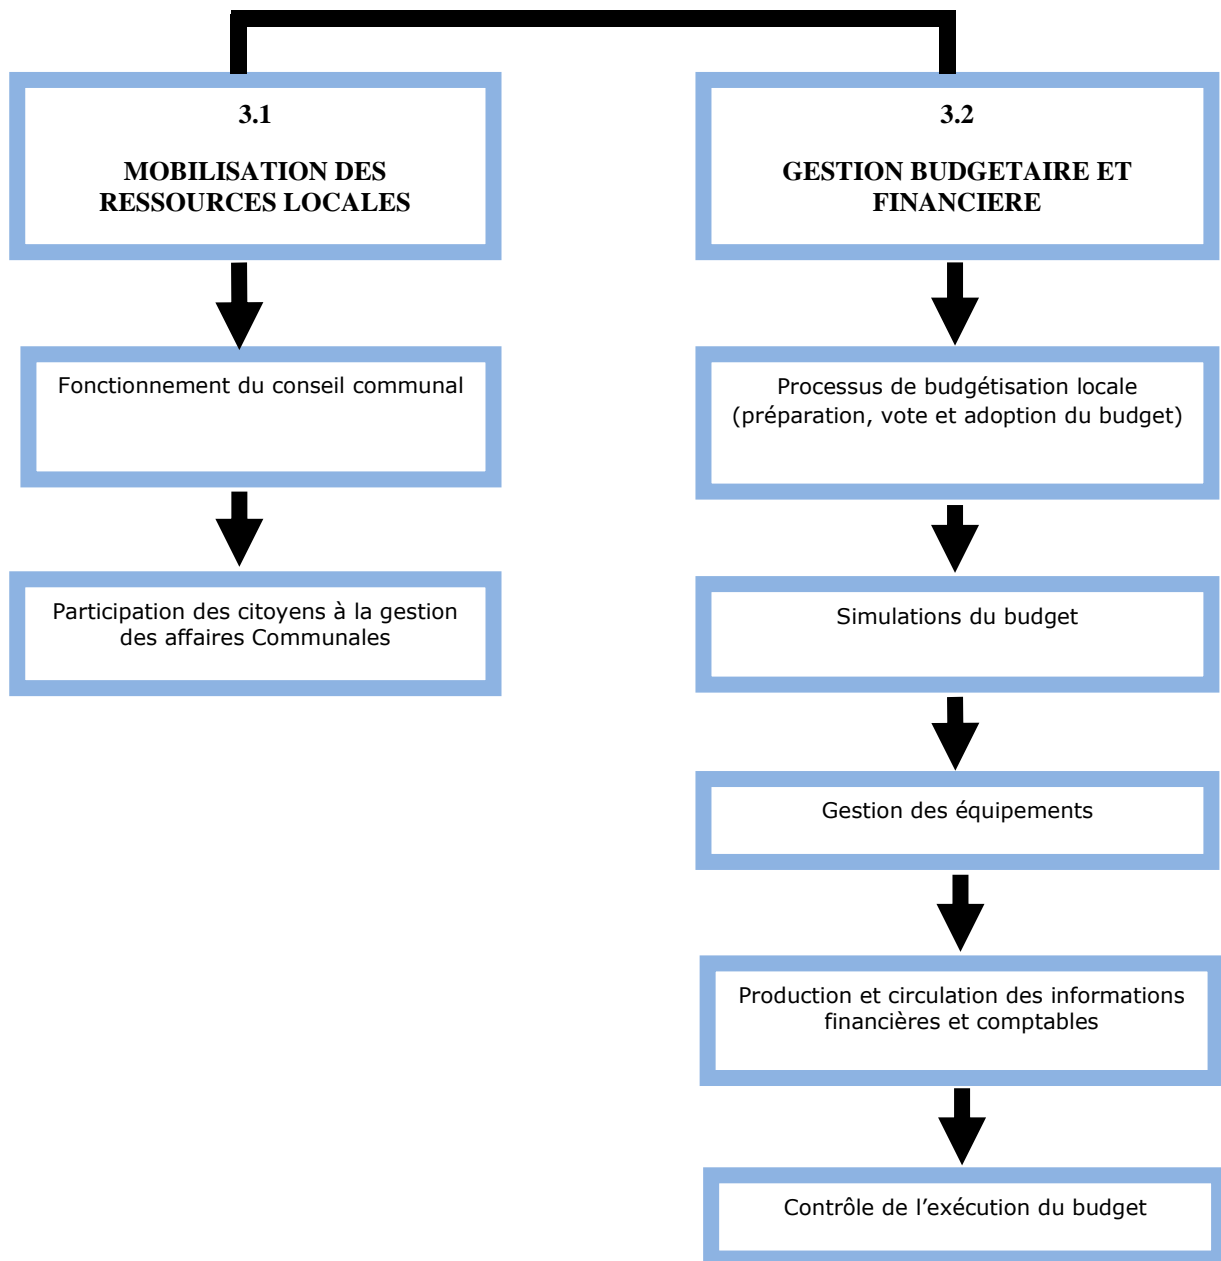 3.1
MOBILISATION DES
RESSOURCES LOCALES
Fonctionnement du conseil communal
Participation des citoyens à la gestion
des affaires Communales
3.2
GESTION BUDGETAIRE ET
FINANCIERE
Processus de budgétisation locale
(préparation, vote et adoption du budget)
Simulations du budget
Gestion des équipements
Production et circulation des informations
financières et comptables
Contrôle de l’exécution du budget